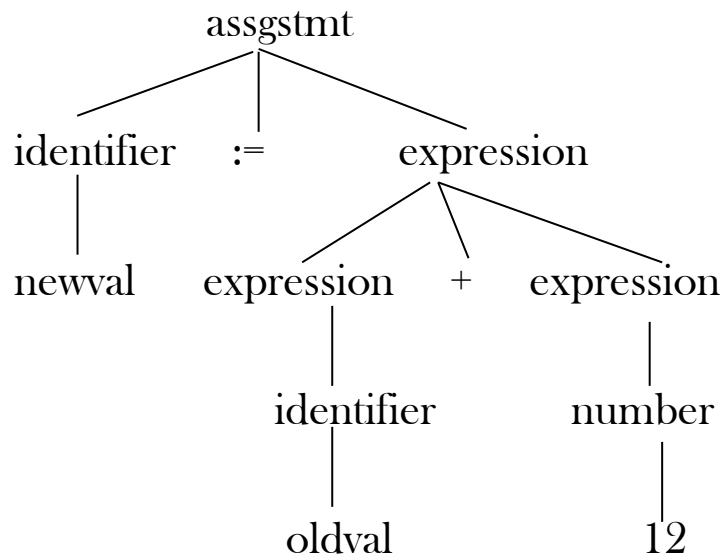 assgstmt
identifier := expression
newval expression + expression
identifier number
oldval 12